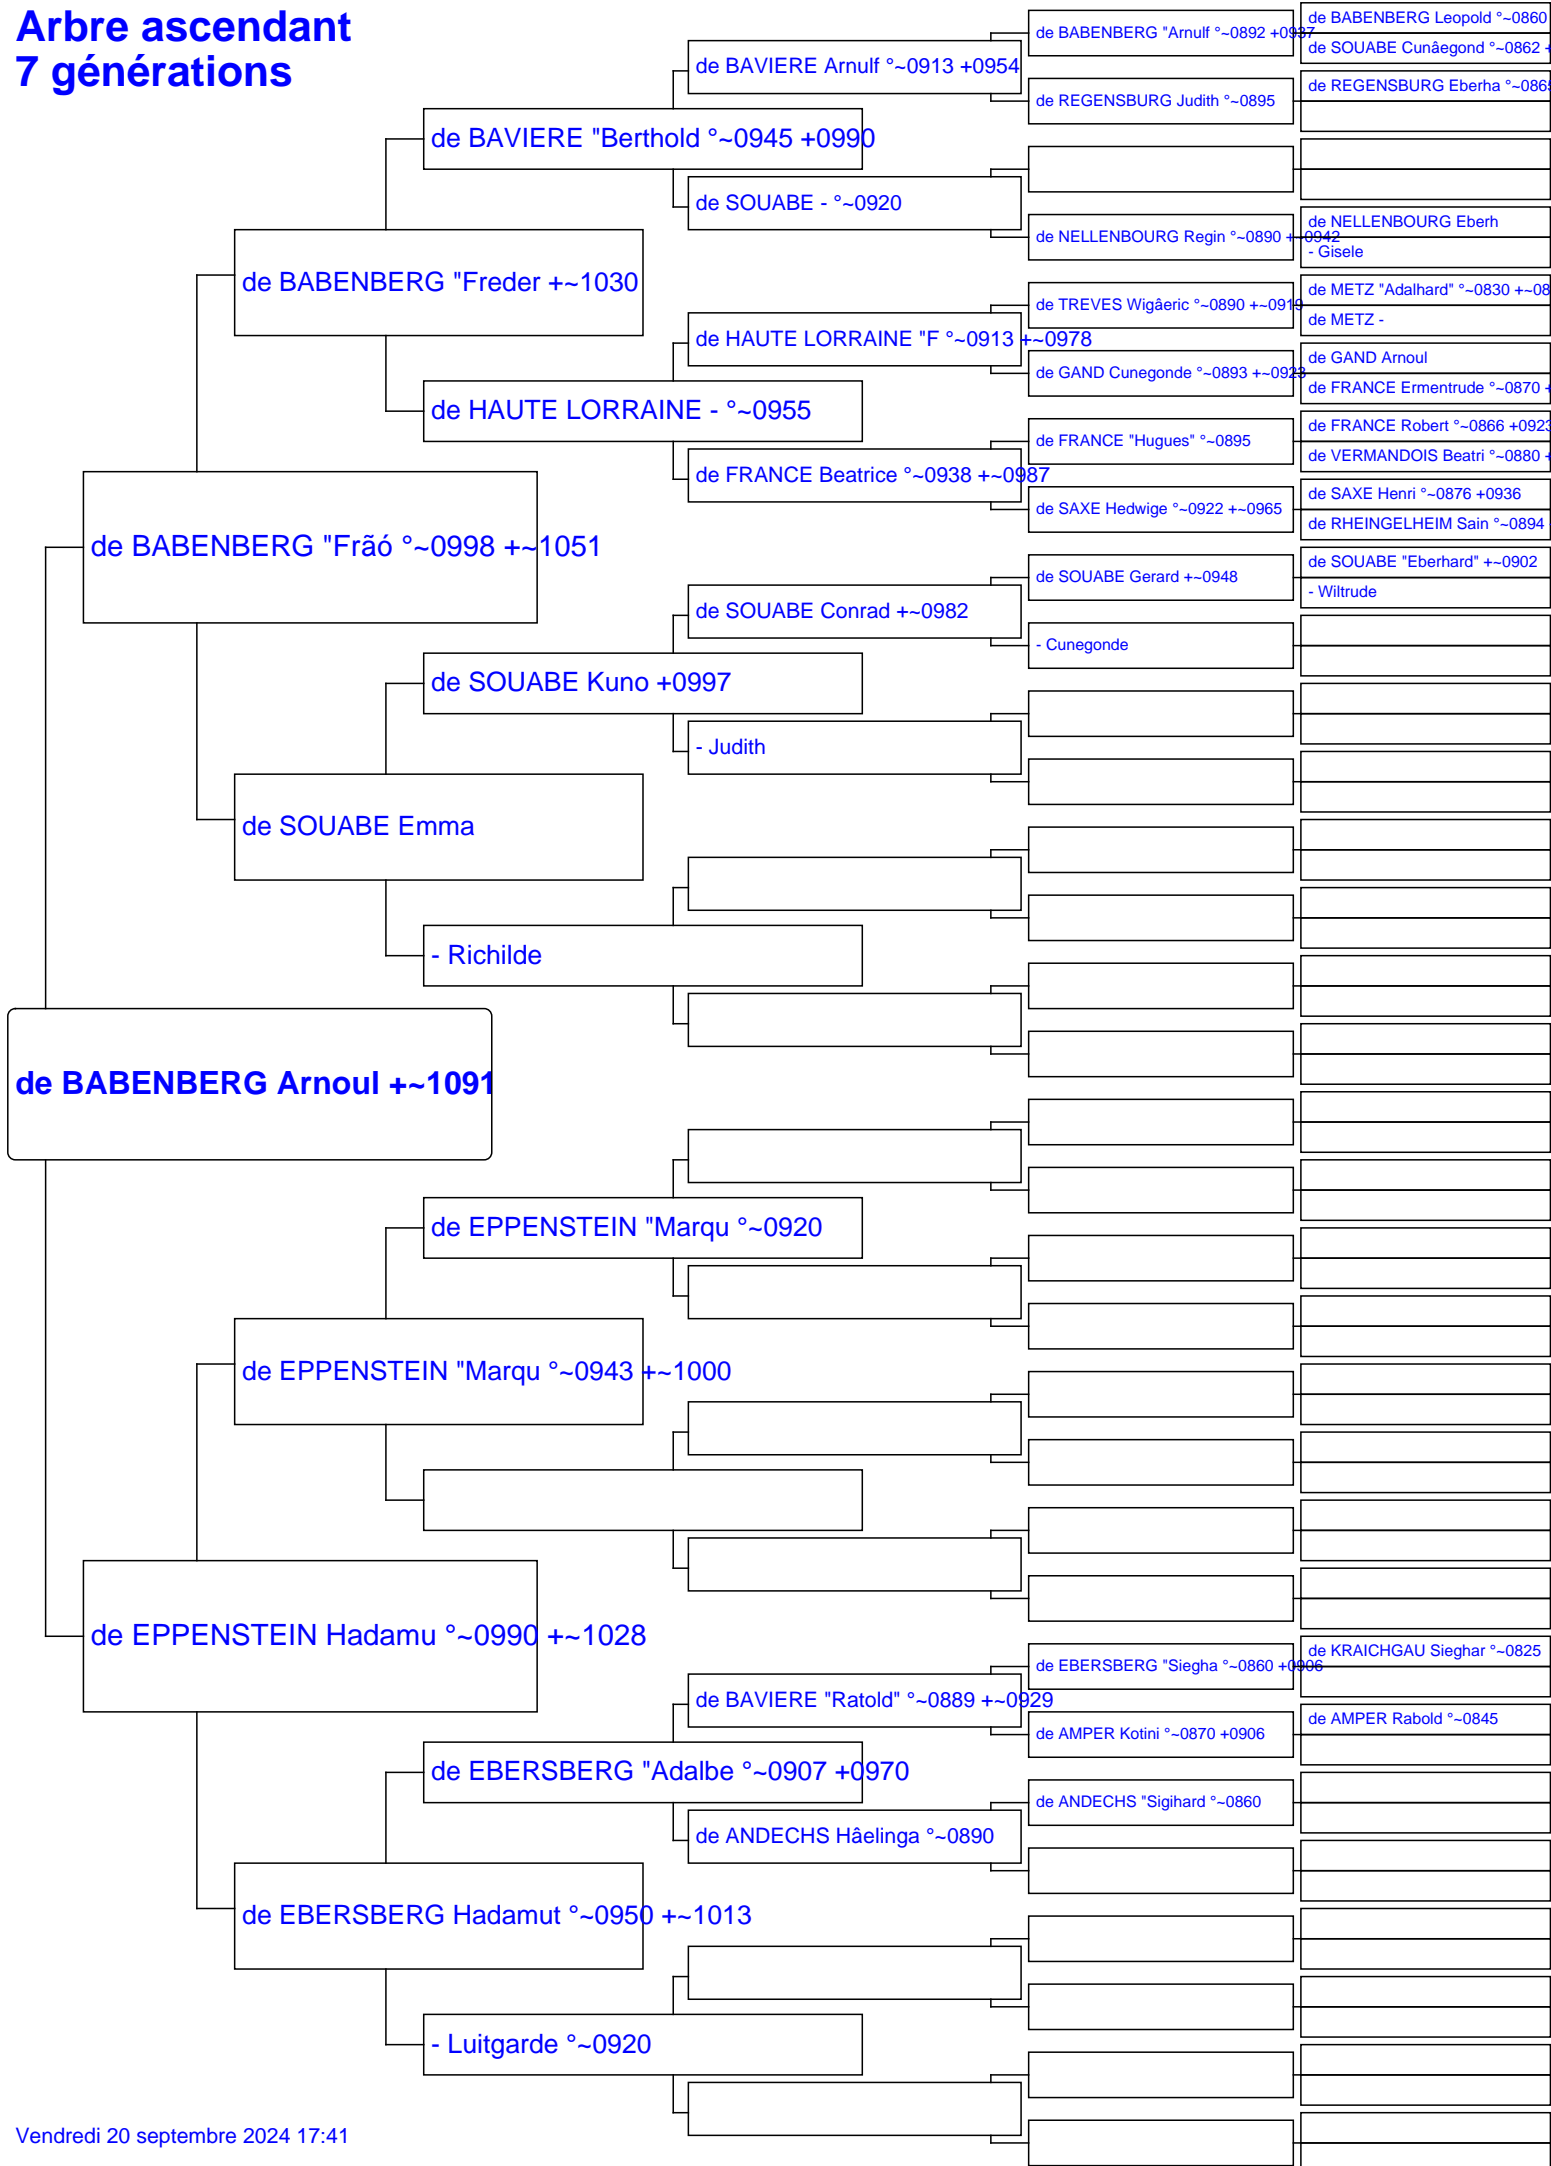 Arbre ascendant
7 générations
de BABENBERG Arnoul +~1091
de BABENBERG "Frãó °~0998 +~1051
de EPPENSTEIN Hadamu °~0990 +~1028
de BABENBERG "Freder +~1030
de SOUABE Emma
de EPPENSTEIN "Marqu °~0943 +~1000
de EBERSBERG Hadamut °~0950 +~1013
de BAVIERE "Berthold °~0945 +0990
de HAUTE LORRAINE - °~0955
de SOUABE Kuno +0997
- Richilde
de EPPENSTEIN "Marqu °~0920
de EBERSBERG "Adalbe °~0907 +0970
- Luitgarde °~0920
de BAVIERE Arnulf °~0913 +0954
de SOUABE - °~0920
de HAUTE LORRAINE "F °~0913 +~0978
de FRANCE Beatrice °~0938 +~0987
de SOUABE Conrad +~0982
- Judith
de BAVIERE "Ratold" °~0889 +~0929
de ANDECHS Hâelinga °~0890
de BABENBERG "Arnulf °~0892 +0937
de REGENSBURG Judith °~0895
de NELLENBOURG Regin °~0890 +~0942
de TREVES Wigâeric °~0890 +~0919
de GAND Cunegonde °~0893 +~0923
de FRANCE "Hugues" °~0895
de SAXE Hedwige °~0922 +~0965
de SOUABE Gerard +~0948
- Cunegonde
de EBERSBERG "Siegha °~0860 +0906
de AMPER Kotini °~0870 +0906
de ANDECHS "Sigihard °~0860
de BABENBERG Leopold °~0860
de SOUABE Cunâegond °~0862 +
de REGENSBURG Eberha °~0865
de NELLENBOURG Eberh
- Gisele
de METZ "Adalhard" °~0830 +~08
de METZ -
de GAND Arnoul
de FRANCE Ermentrude °~0870 +
de FRANCE Robert °~0866 +0923
de VERMANDOIS Beatri °~0880 +
de SAXE Henri °~0876 +0936
de RHEINGELHEIM Sain °~0894
de SOUABE "Eberhard" +~0902
- Wiltrude
de KRAICHGAU Sieghar °~0825
de AMPER Rabold °~0845
Vendredi 20 septembre 2024 17:41